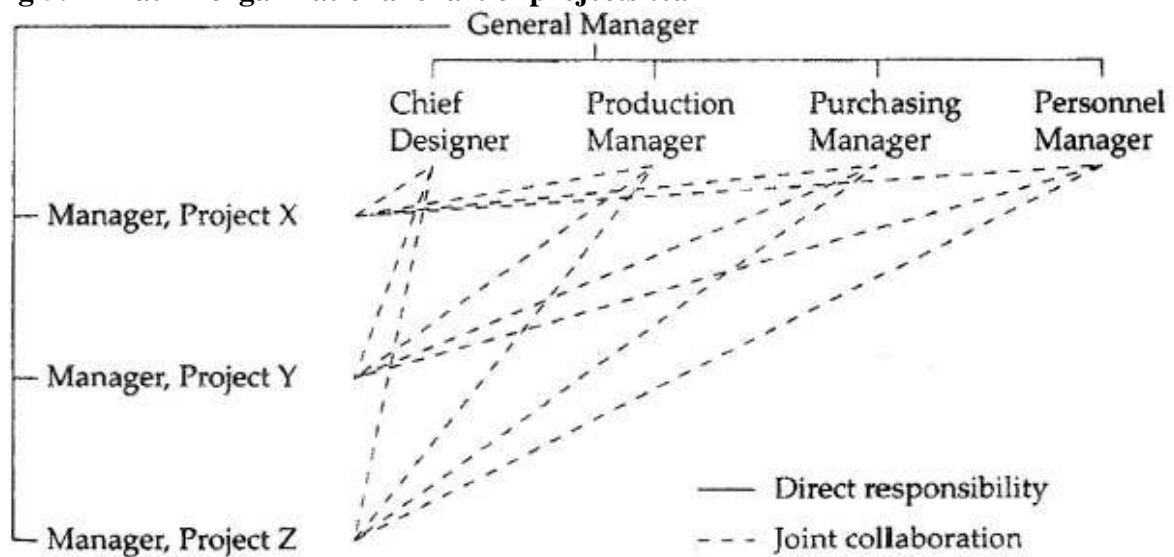 General Manager
Chief Designer
Production Manager
Purchasing Manager
Personnel Manager
Manager, Project X
Manager, Project Y
Manager, Project Z
Direct responsibility
Joint collaboration